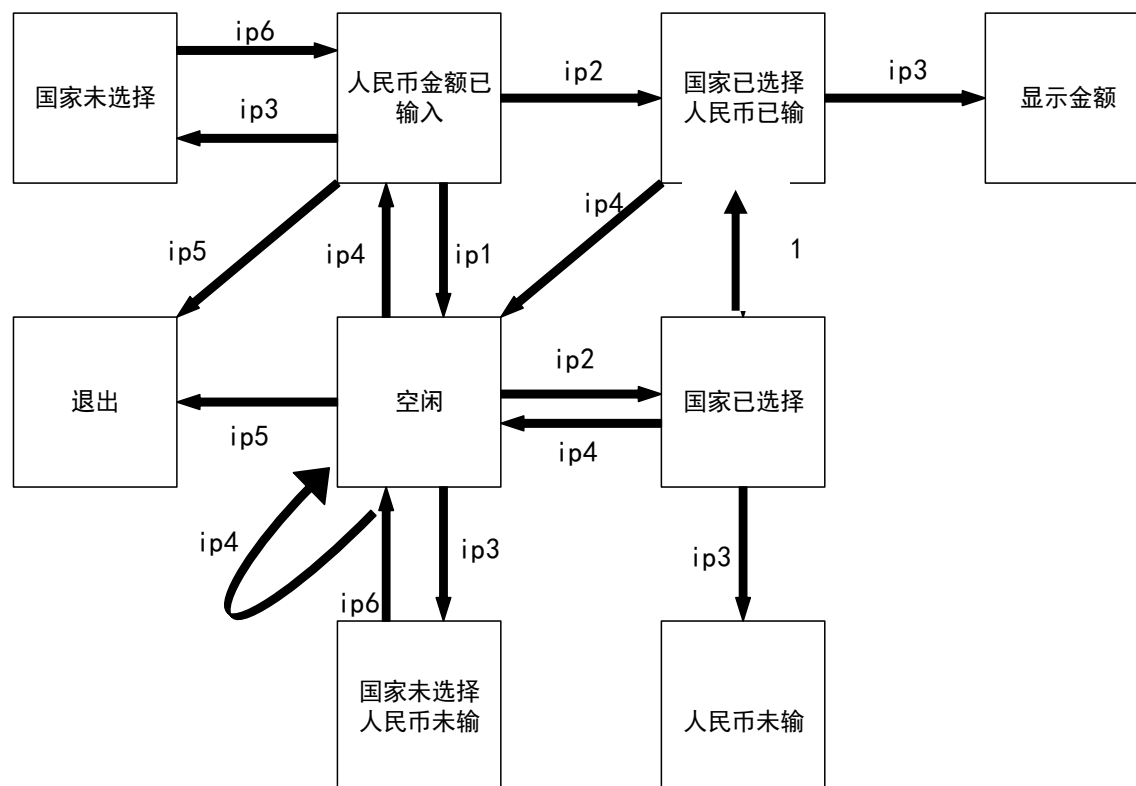 ip6
国家未选择
ip3
人民币金额已
输入
ip2
国家已选择
人民币已输
ip3
显示金额
ip5
ip4
ip1
ip4
1
退出
ip5
空闲
ip2
ip4
国家已选择
ip4
ip6
ip3
ip3
国家未选择
人民币未输
人民币未输